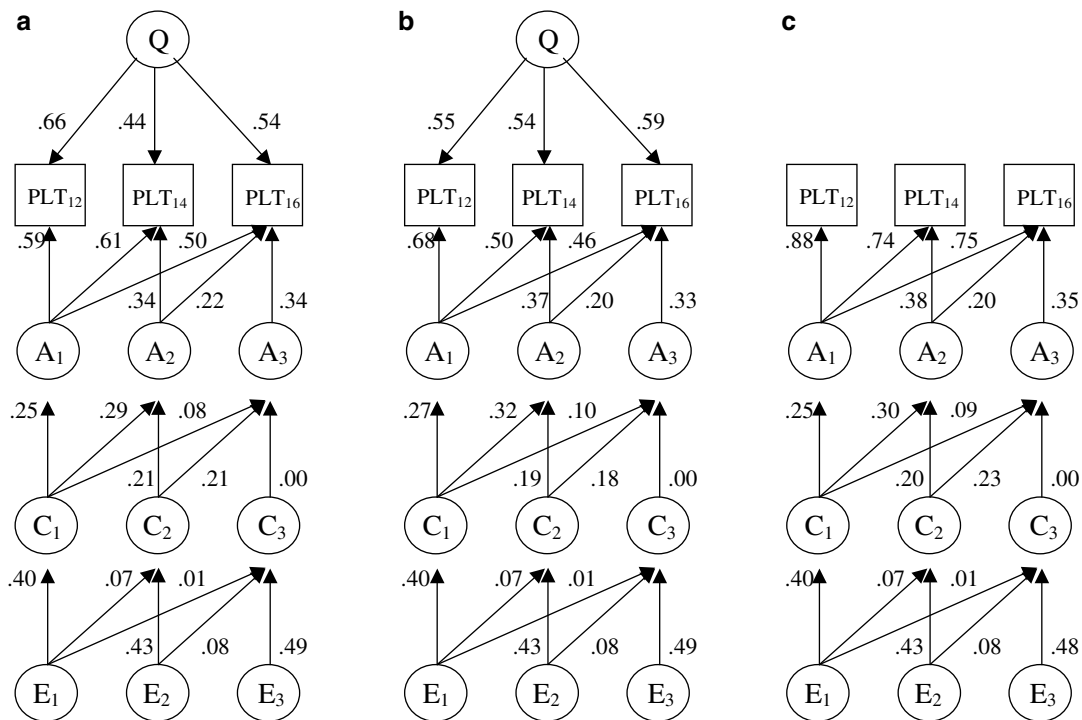 a b c
Q Q
.66 .44 .54 .55 .54 .59
PLT12 PLT14 PLT16 PLT12 PLT14 PLT16 PLT12 PLT14 PLT16
.59 .61 .50 .68 .50 .46 .88 .74 .75
.34 .22 .34 .37 .20 .33 .38 .20 .35
A1 A2 A3 A1 A2 A3 A1 A2 A3
.25 .29 .08 .27 .32 .10 .25 .30 .09
.21 .21 .00 .19 .18 .00 .20 .23 .00
C1 C2 C3 C1 C2 C3 C1 C2 C3
.40 .07 .01 .40 .07 .01 .40 .07 .01
.43 .08 .49 .43 .08 .49 .43 .08 .48
E1 E2 E3 E1 E2 E3 E1 E2 E3